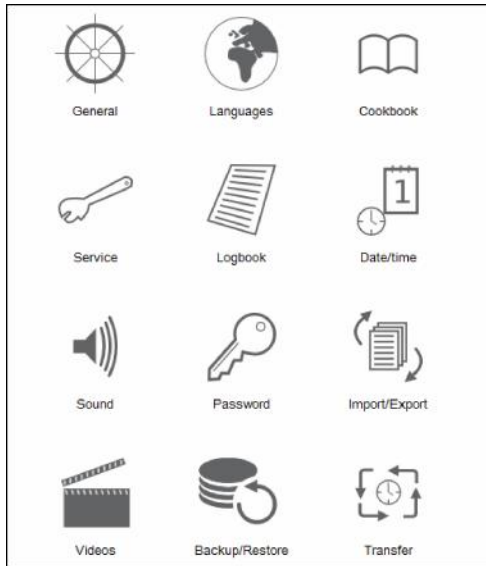 General Languages Cookbook
1
Service Logbook Date/time
Sound Password Import/Export
Videos Backup/Restore Transfer